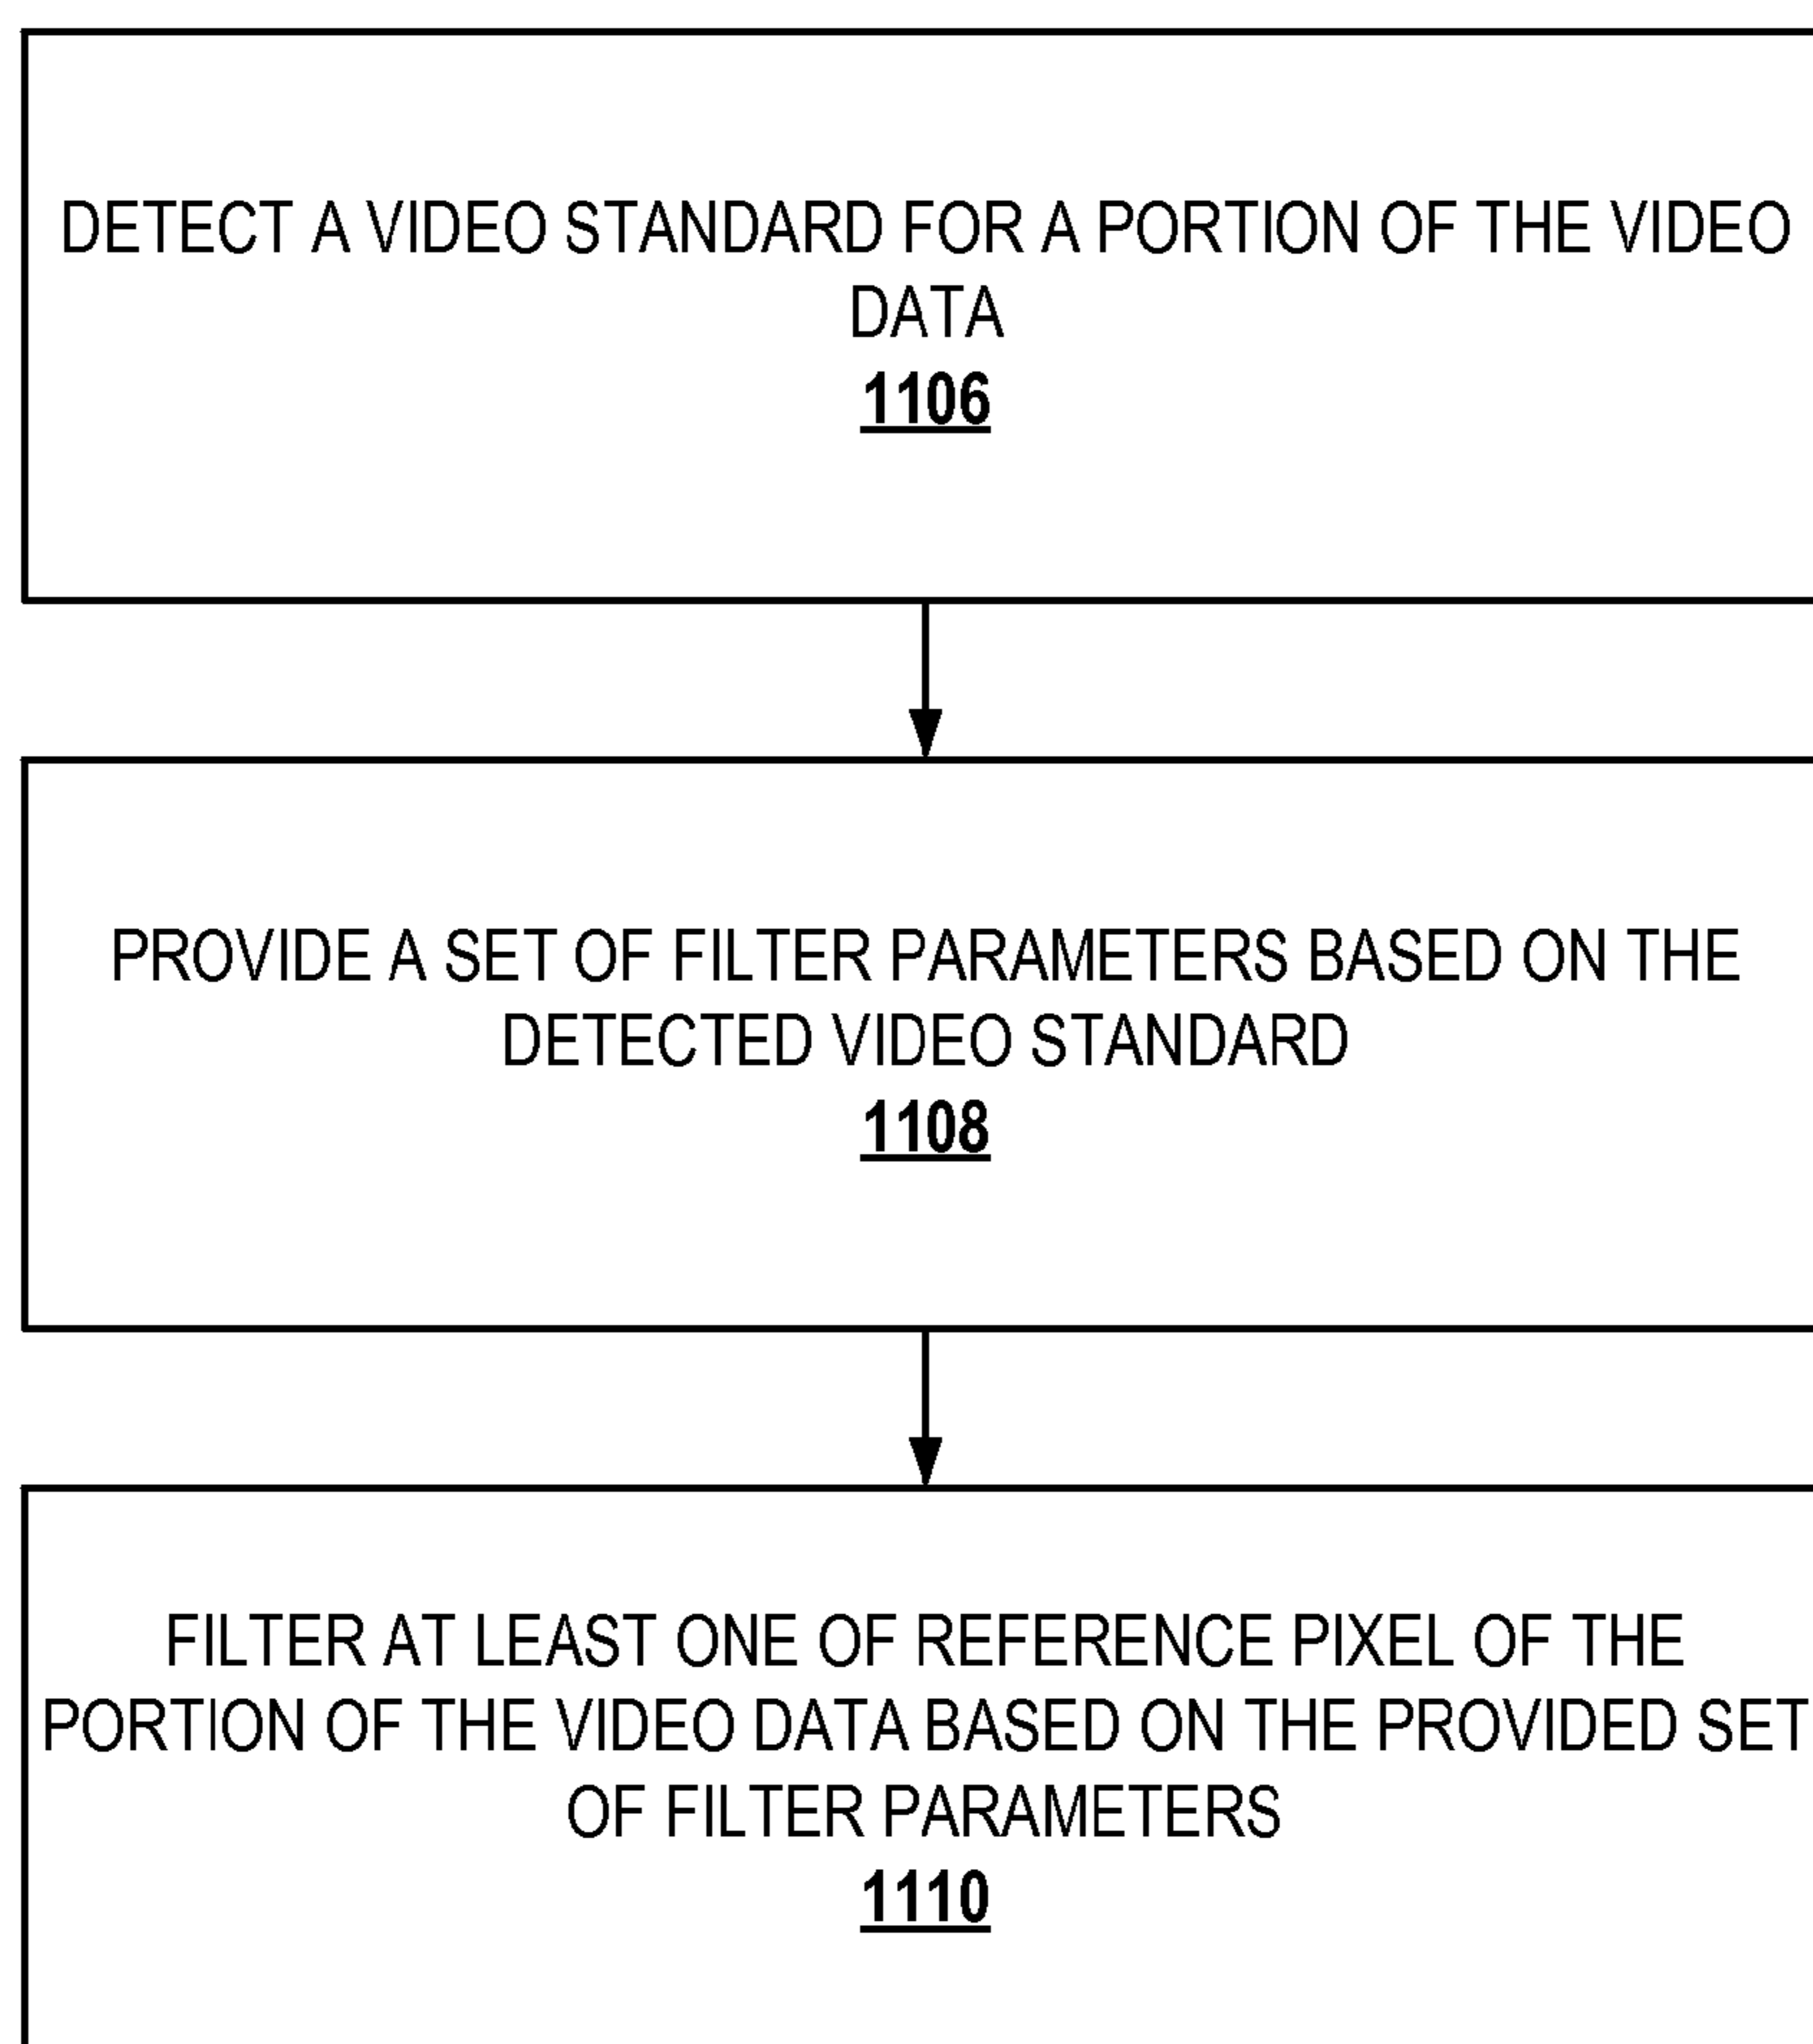 DETECT A VIDEO STANDARD FOR A PORTION OF THE VIDEO
DATA
1106
PROVIDE A SET OF FILTER PARAMETERS BASED ON THE
DETECTED VIDEO STANDARD
1108
FILTER AT LEAST ONE OF REFERENCE PIXEL OF THE
PORTION OF THE VIDEO DATA BASED ON THE PROVIDED SET
OF FILTER PARAMETERS
1110